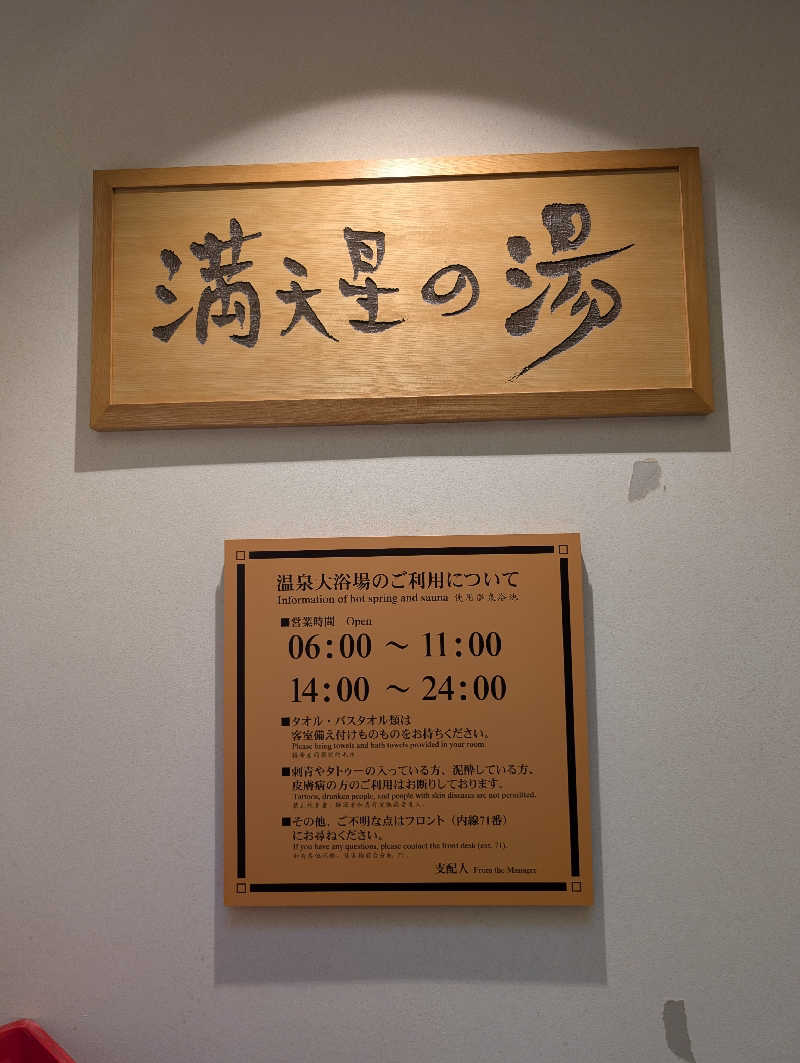 満天星の湯
温泉大浴場のご利用について
Information of hot spring and sauna
■営業時間 Open
06:00 ～ 11:00
14:00 ～ 24:00
■タオル・バスタオル類は
客室備え付けものものをお持ちください。
Please bring towels and bath towels provided in your room.
■刺青やタトゥーの入っている方、泥酔している方、
皮膚病の方のご利用はお断りしております。
Tattoos, drunken people, and people with skin diseases are not permitted.
■その他、ご不明な点はフロント（内線71番）
にお尋ねください。
If you have any questions, please contact the front desk (ext. 71).
支配人 From the Manager